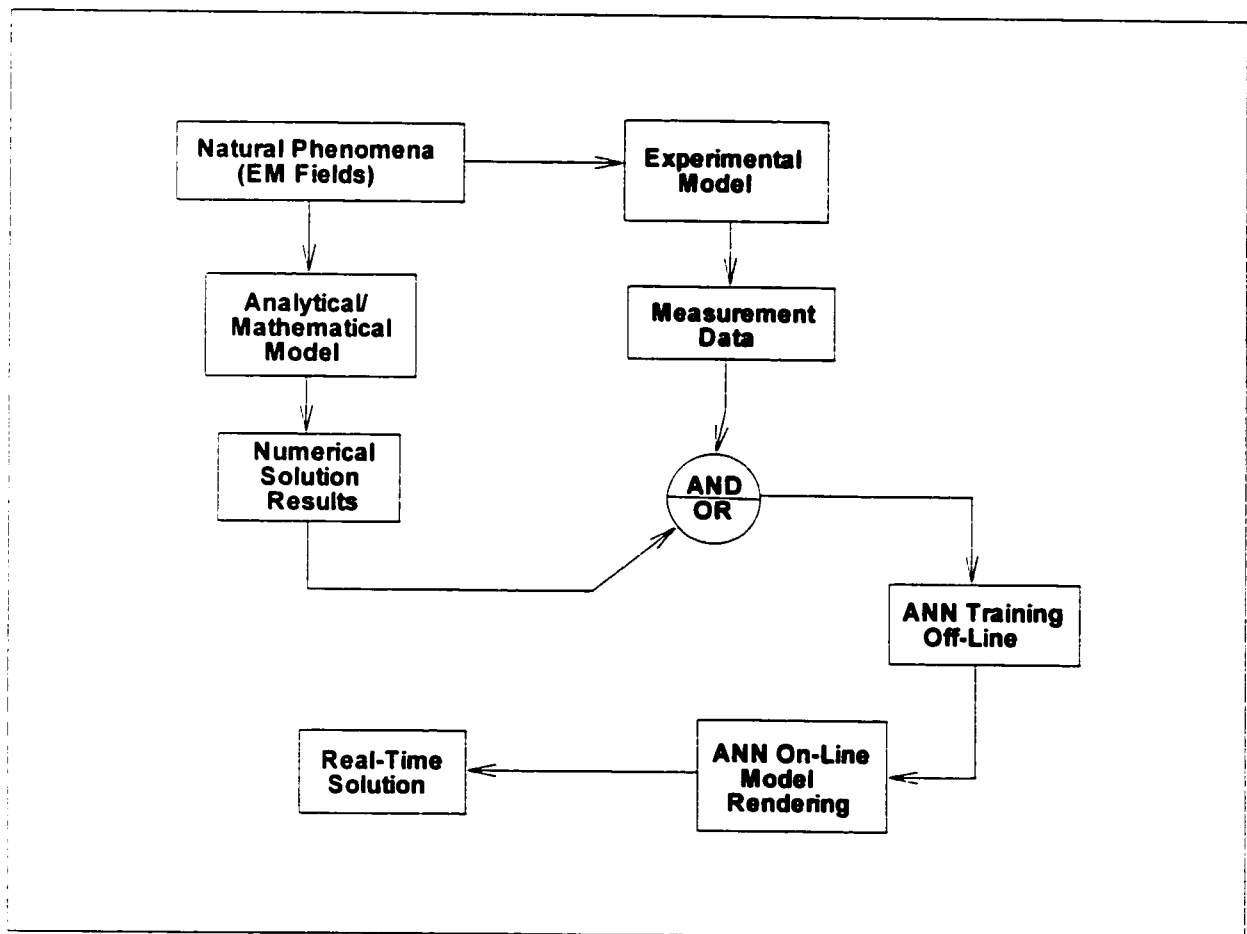 Natural Phenomena
(EM Fields)
Experimental
Model
Analytical/
Mathematical
Model
Measurement
Data
Numerical
Solution
Results
AND
OR
ANN Training
Off-Line
ANN On-Line
Model
Rendering
Real-Time
Solution